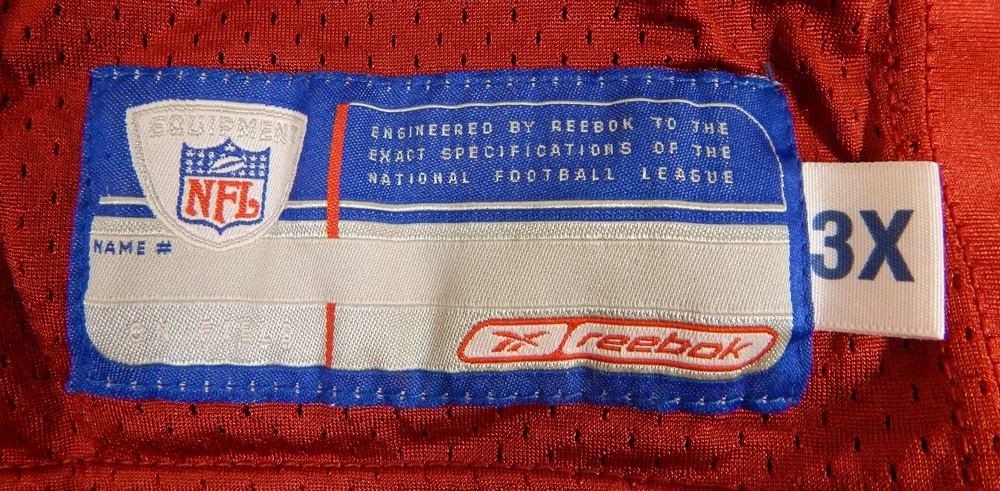 EQUIPMENT
NFL
ENGINEERED BY REEBOK TO THE
EXACT SPECIFICATIONS OF THE
NATIONAL FOOTBALL LEAGUE
NAME #
3X
Reebok